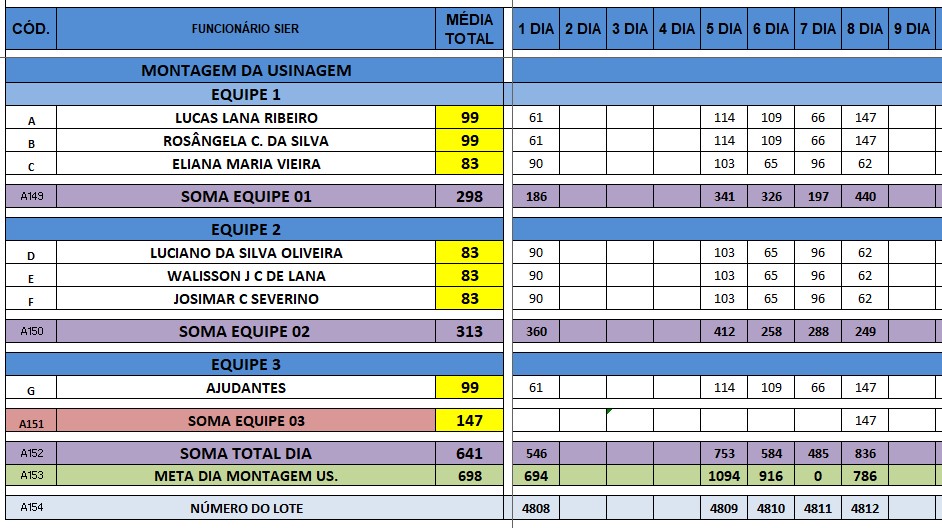 CÓD. FUNCIONÁRIO SIER MÉDIA TOTAL 1 DIA 2 DIA 3 DIA 4 DIA 5 DIA 6 DIA 7 DIA 8 DIA 9 DIA
MONTAGEM DA USINAGEM
EQUIPE 1
A LUCAS LANA RIBEIRO 99 61 114 109 66 147
B ROSÂNGELA C. DA SILVA 99 61 114 109 66 147
C ELIANA MARIA VIEIRA 83 90 103 65 96 62
A149 SOMA EQUIPE 01 298 186 341 326 197 440
EQUIPE 2
D LUCIANO DA SILVA OLIVEIRA 83 90 103 65 96 62
E WALISSON J C DE LANA 83 90 103 65 96 62
F JOSIMAR C SEVERINO 83 90 103 65 96 62
A150 SOMA EQUIPE 02 313 360 412 258 288 249
EQUIPE 3
G AJUDANTES 99 61 114 109 66 147
A151 SOMA EQUIPE 03 147 147
A152 SOMA TOTAL DIA 641 546 753 584 485 836
A153 META DIA MONTAGEM US. 698 694 1094 916 0 786
A154 NÚMERO DO LOTE 4808 4809 4810 4811 4812